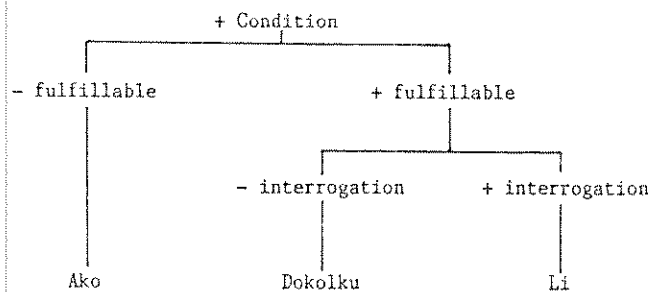 + Condition
- fulfillable + fulfillable
- interrogation + interrogation
Ako Dokolku Li